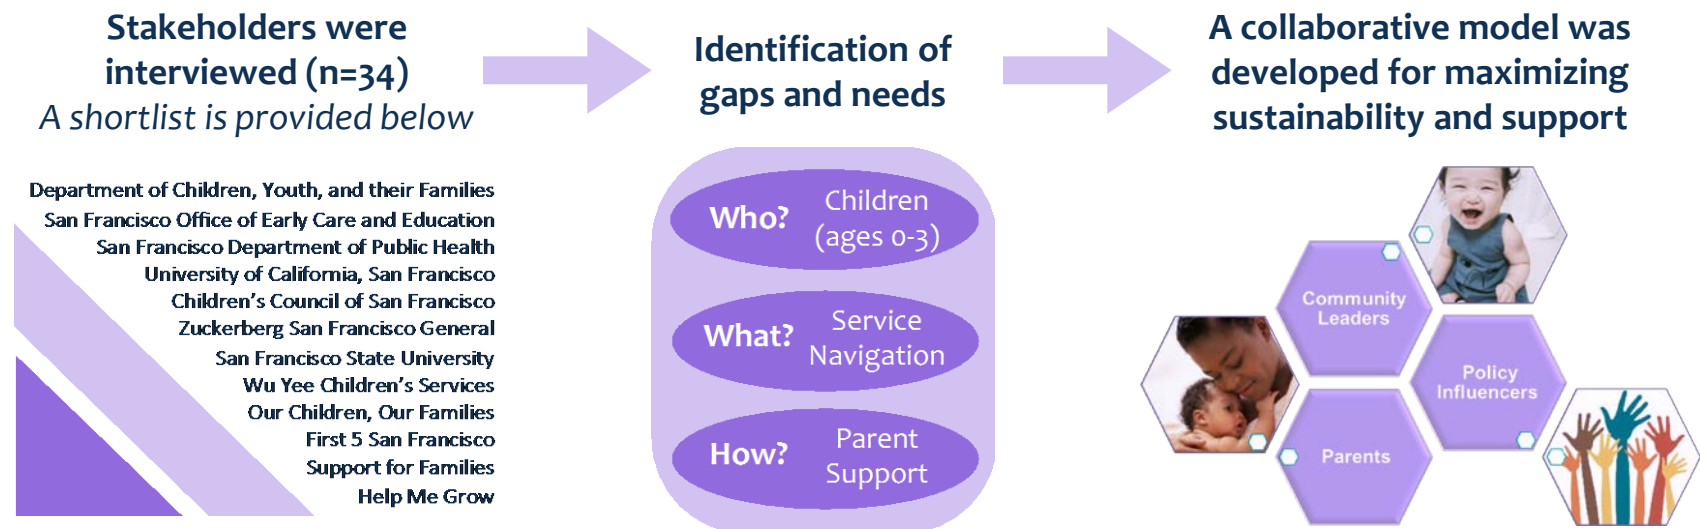 Stakeholders were
interviewed (n=34)
A shortlist is provided below
Department of Children, Youth, and their Families
San Francisco Office of Early Care and Education
San Francisco Department of Public Health
University of California, San Francisco
Children's Council of San Francisco
Zuckerberg San Francisco General
San Francisco State University
Wu Yee Children's Services
Our Children, Our Families
First 5 San Francisco
Support for Families
Help Me Grow
Identification of
gaps and needs
Who? Children
(ages 0-3)
What? Service
Navigation
How? Parent
Support
A collaborative model was
developed for maximizing
sustainability and support
Community
Leaders
Policy
Influencers
Parents